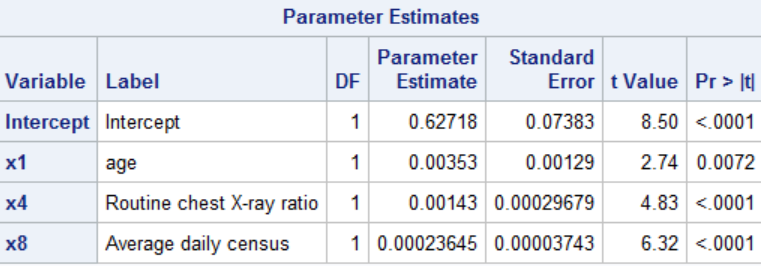 Parameter Estimates
Variable Label DF Parameter Estimate Standard Error t Value Pr > |t|
Intercept Intercept 1 0.62718 0.07383 8.50 <.0001
x1 age 1 0.00353 0.00129 2.74 0.0072
x4 Routine chest X-ray ratio 1 0.00143 0.00029679 4.83 <.0001
x8 Average daily census 1 0.00023645 0.00003743 6.32 <.0001